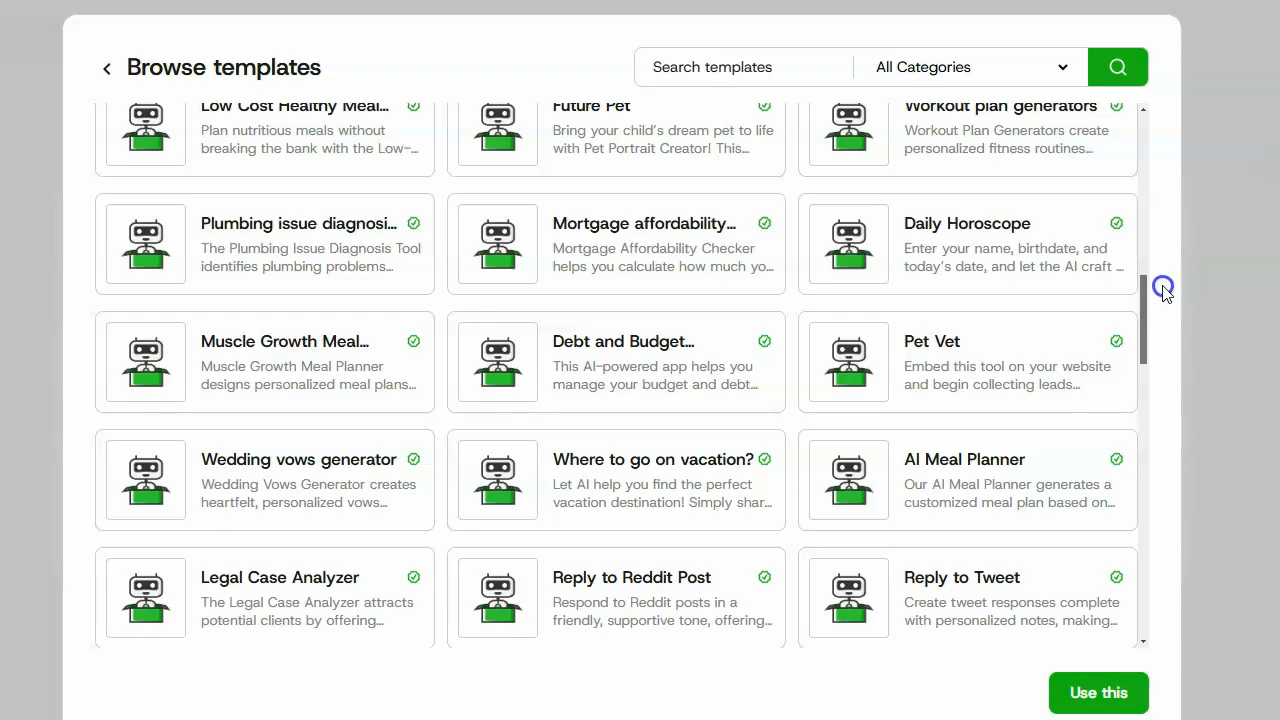 Browse templates
Search templates
All Categories
Low Cost Healthy Meal...
Plan nutritious meals without
breaking the bank with the Low-...
Future Pet
Bring your child's dream pet to life
with Pet Portrait Creator! This...
Workout plan generators
Workout Plan Generators create
personalized fitness routines...
Plumbing issue diagnosi...
The Plumbing Issue Diagnosis Tool
identifies plumbing problems...
Mortgage affordability...
Mortgage Affordability Checker
helps you calculate how much yo...
Daily Horoscope
Enter your name, birthdate, and
today's date, and let the AI craft ...
Muscle Growth Meal...
Muscle Growth Meal Planner
designs personalized meal plans...
Debt and Budget...
This AI-powered app helps you
manage your budget and debt...
Pet Vet
Embed this tool on your website
and begin collecting leads...
Wedding vows generator
Wedding Vows Generator creates
heartfelt, personalized vows...
Where to go on vacation?
Let AI help you find the perfect
vacation destination! Simply shar...
AI Meal Planner
Our AI Meal Planner generates a
customized meal plan based on...
Legal Case Analyzer
The Legal Case Analyzer attracts
potential clients by offering...
Reply to Reddit Post
Respond to Reddit posts in a
friendly, supportive tone, offering...
Reply to Tweet
Create tweet responses complete
with personalized notes, making...
Use this